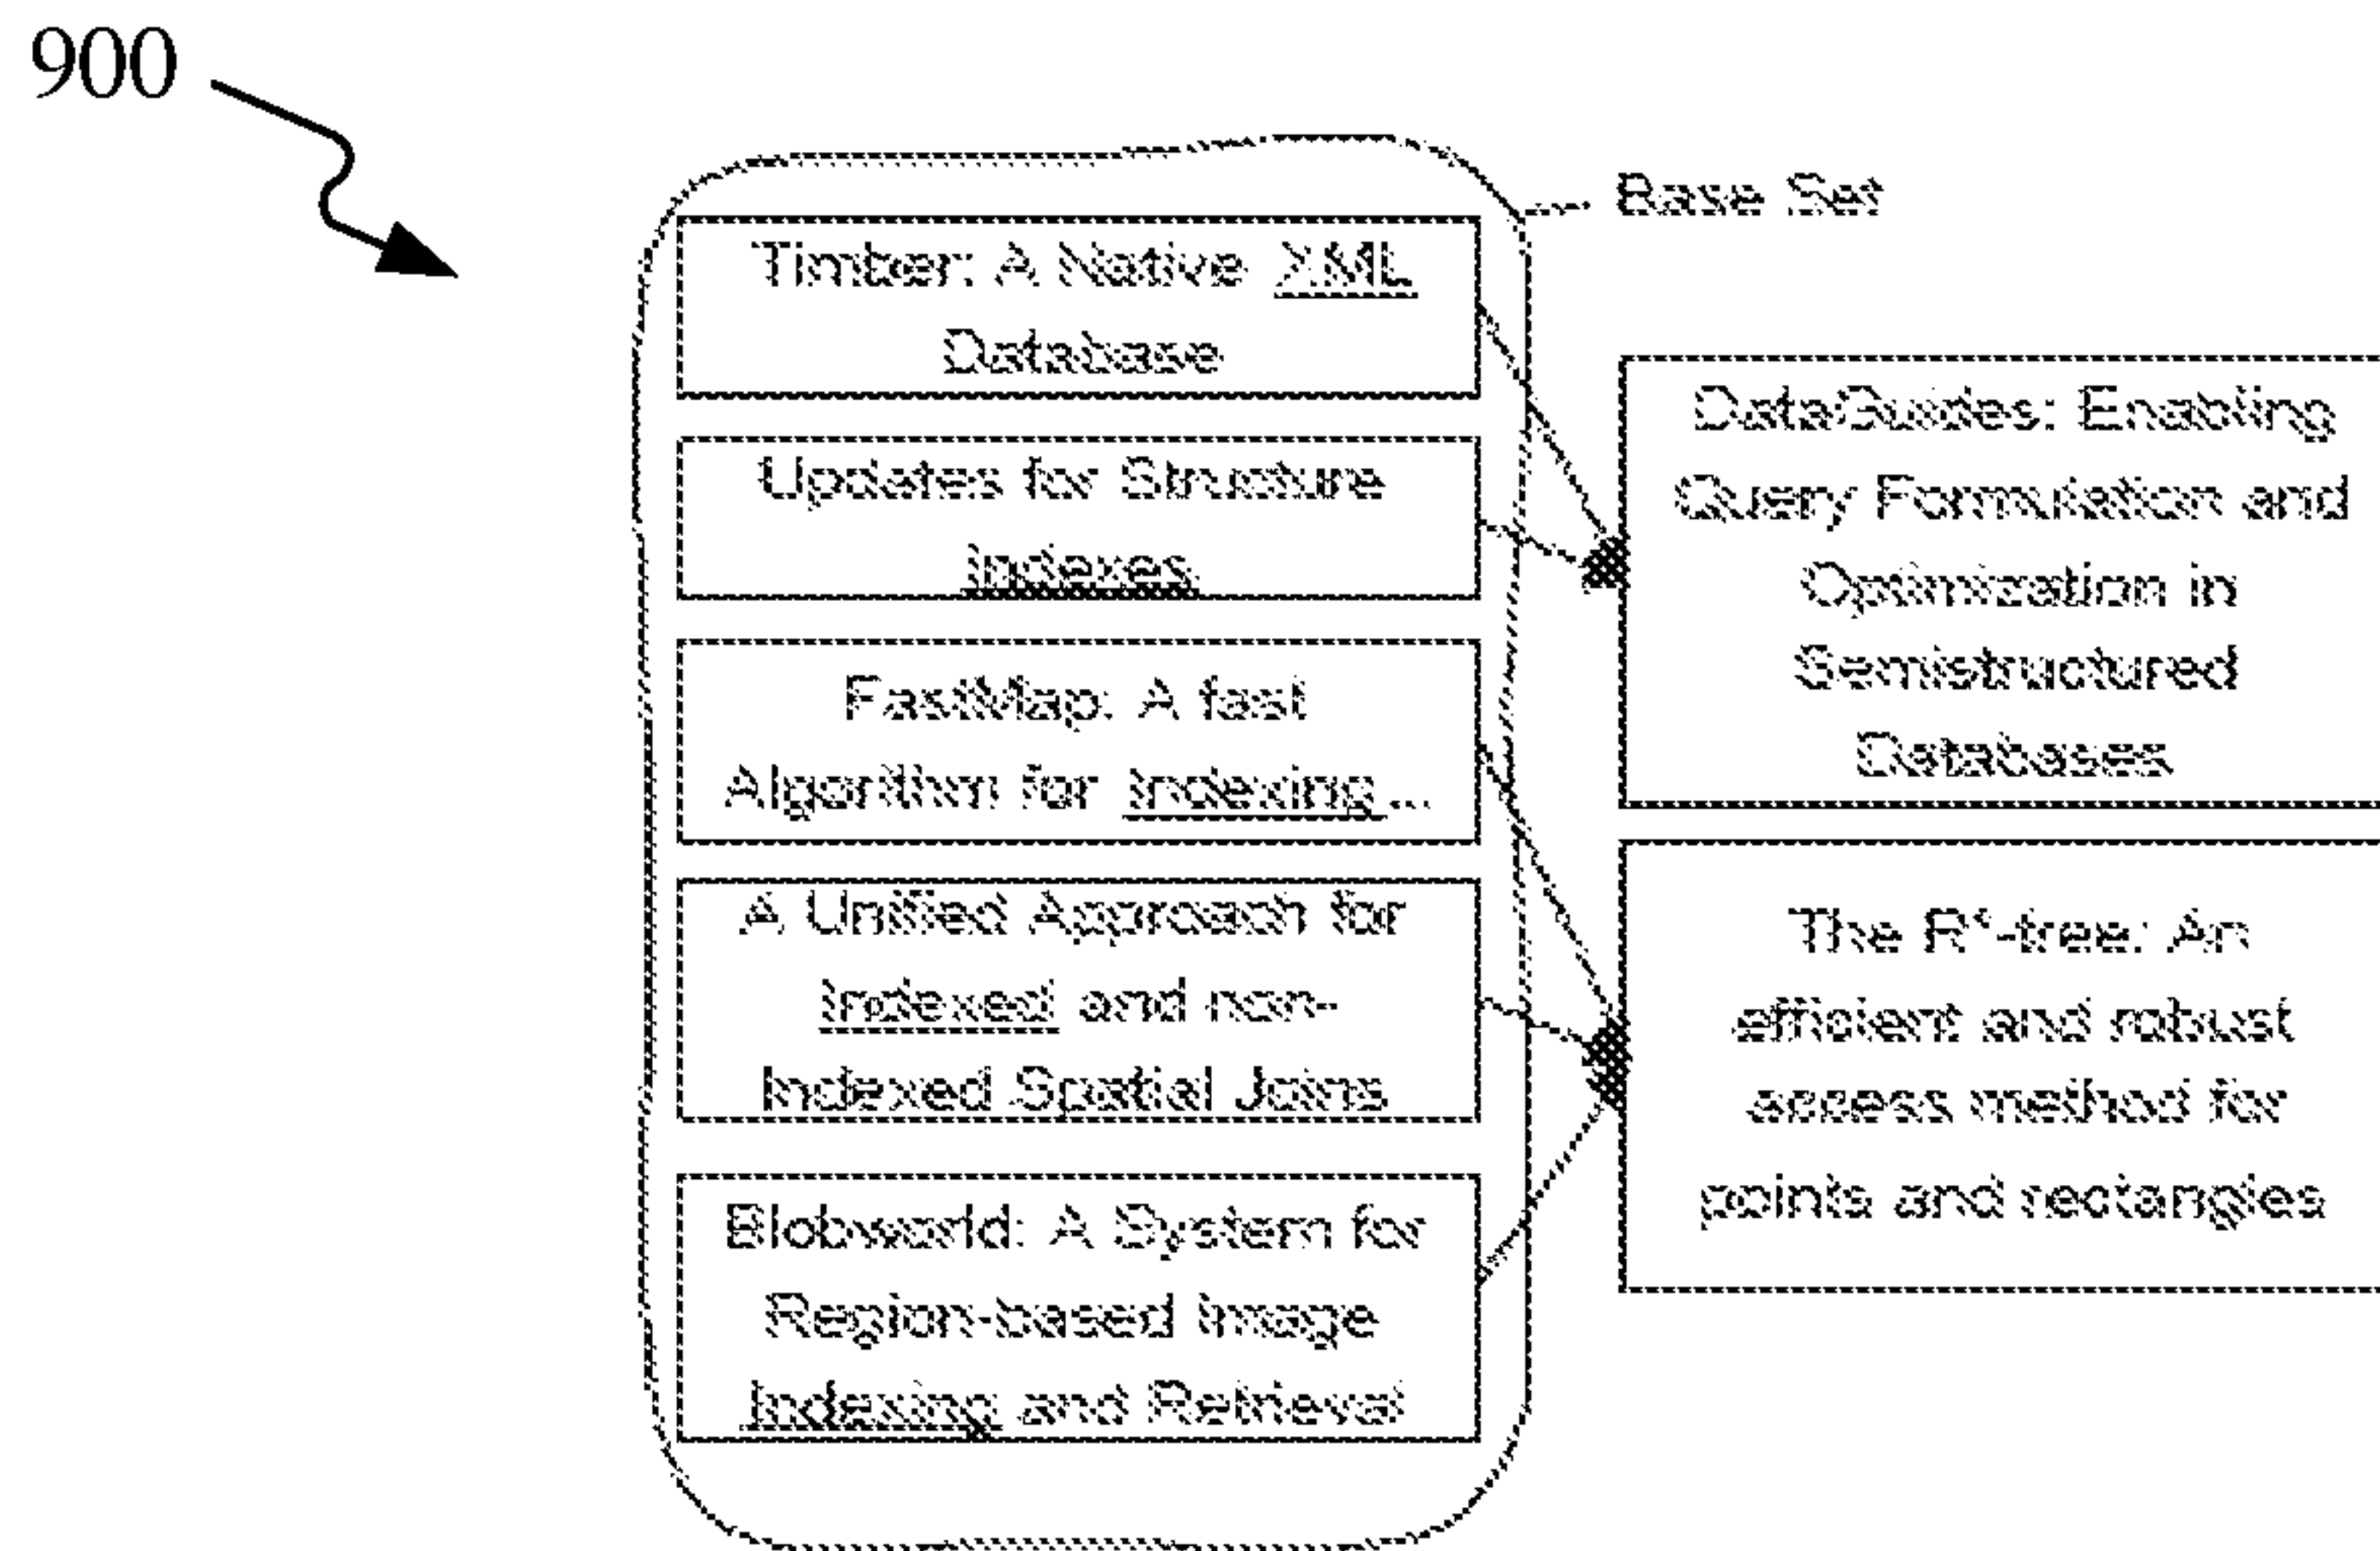 900
Base Set
Timber: A Native XML
Database
Updates for Structure
Indexes
FastMap: A fast
Algorithm for Indexing...
A Unified Approach for
Indexed and non-
Indexed Spatial Joins
Blobworld: A System for
Region-based Image
Indexing and Retrieval
DataGuides: Enabling
Query Formulation and
Optimization in
Semistructured
Databases
The R*-tree: An
efficient and robust
access method for
points and rectangles